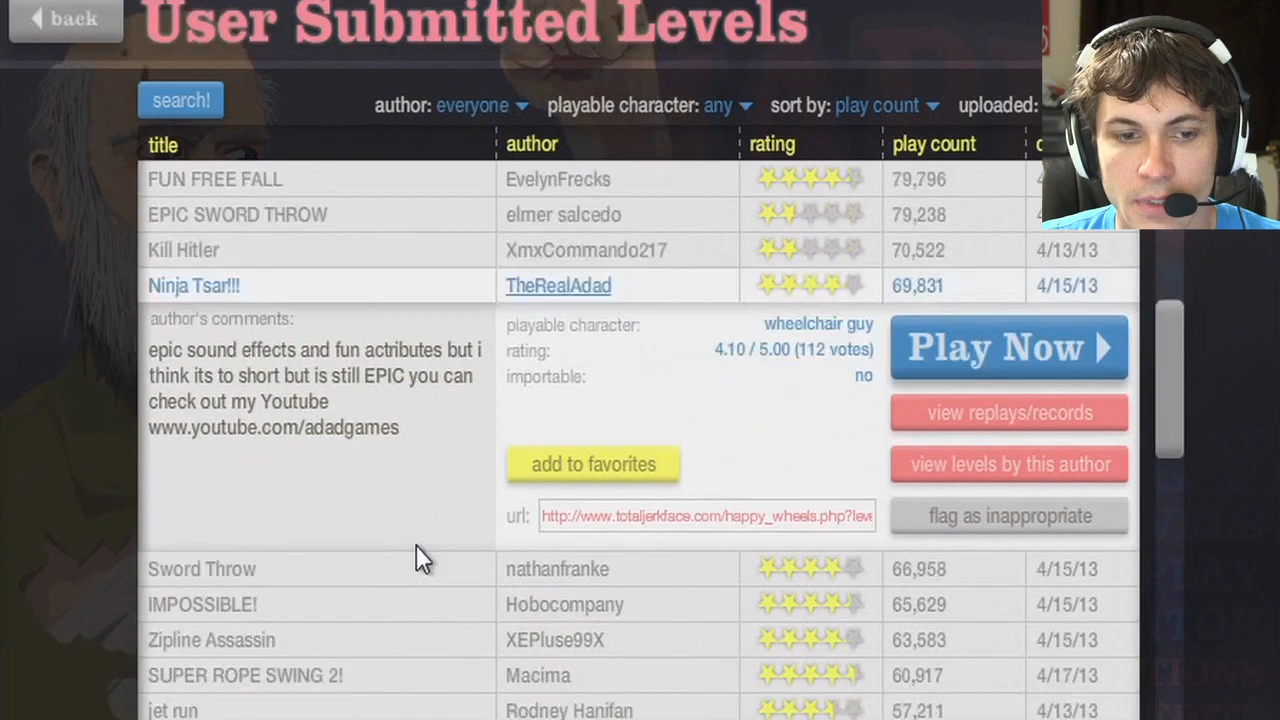 back
User Submitted Levels
search!
author: everyone
playable character: any
sort by: play count
uploaded:
title author rating play count
FUN FREE FALL EvelynFrecks 79,796
EPIC SWORD THROW elmer salcedo 79,238
Kill Hitler XmxCommando217 70,522 4/13/13
Ninja Tsar!!! TheRealAdad 69,831 4/15/13
author's comments:
epic sound effects and fun actributes but i
think its to short but is still EPIC you can
check out my Youtube
www.youtube.com/adadgames
playable character: wheelchair guy
rating: 4.10 / 5.00 (112 votes)
importable: no
add to favorites
url: http://www.totaljerkface.com/happy_wheels.php?leve
Play Now
view replays/records
view levels by this author
flag as inappropriate
Sword Throw nathanfranke 66,958 4/15/13
IMPOSSIBLE! Hobocompany 65,629 4/15/13
Zipline Assassin XEPluse99X 63,583 4/15/13
SUPER ROPE SWING 2! Macima 60,917 4/17/13
jet run Rodney Hanifan 57,211 4/13/13